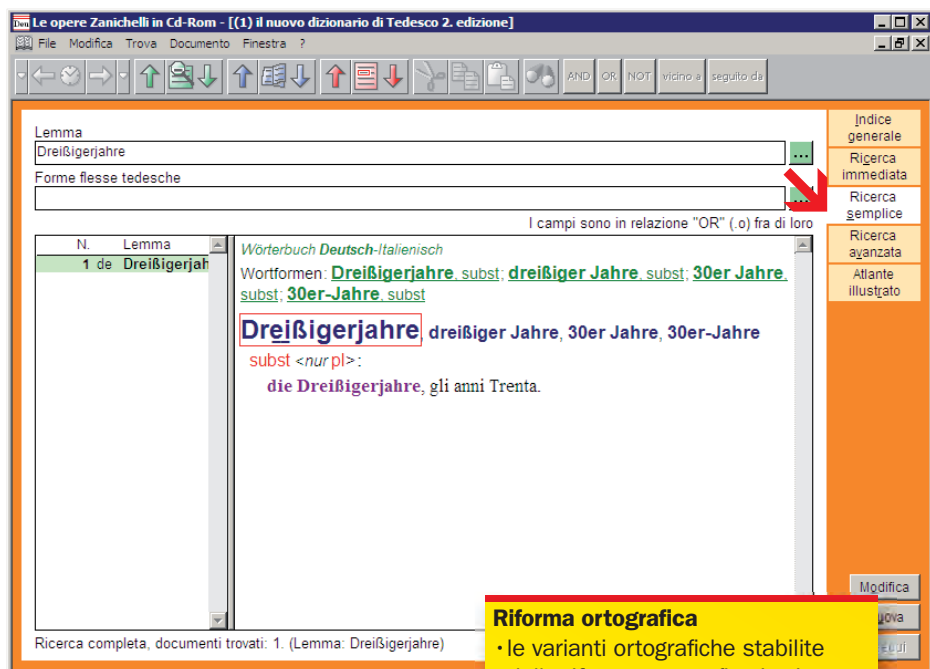 Le opere Zanichelli in Cd-Rom - [(1) il nuovo dizionario di Tedesco 2. edizione]
File Modifica Trova Documento Finestra ?
AND OR NOT vicino a seguito da
Lemma
Dreißigerjahre
...
Forme flesse tedesche
I campi sono in relazione "OR" (.o) fra di loro
N. Lemma
1 de Dreißigerjah
Wörterbuch Deutsch-Italienisch
Wortformen: Dreißigerjahre, subst; dreißiger Jahre, subst; 30er Jahre,
subst; 30er-Jahre, subst
Dreißigerjahre, dreißiger Jahre, 30er Jahre, 30er-Jahre
subst <nur pl>:
die Dreißigerjahre, gli anni Trenta.
Indice
generale
Ricerca
immediata
Ricerca
semplice
Ricerca
avanzata
Atlante
illustrato
Modifica
Ricerca completa, documenti trovati: 1. (Lemma: Dreißigerjahre)
Riforma ortografica
· le varianti ortografiche stabilite